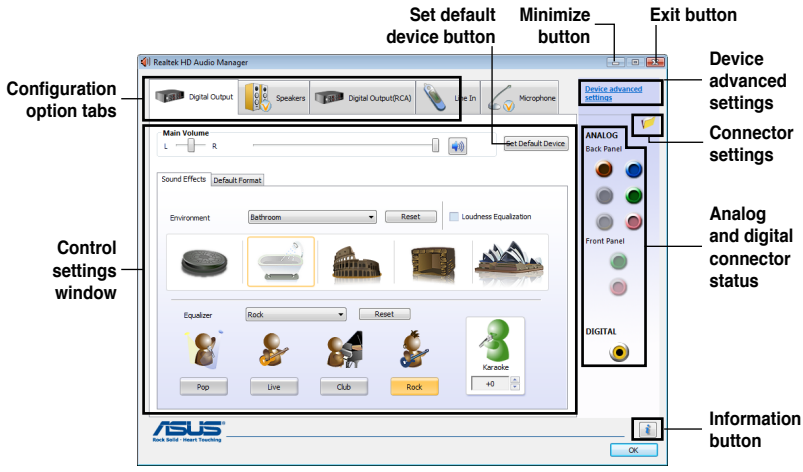 Set default
device button
Minimize
button
Exit button
Configuration
option tabs
Control
settings
window
Device
advanced
settings
Connector
settings
Analog
and digital
connector
status
Information
button
Realtek HD Audio Manager
Digital Output
Speakers
Digital Output(RCA)
Line In
Microphone
Device advanced
settings
Main Volume
L
R
Set Default Device
Sound Effects
Default Format
Environment
Bathroom
Reset
Loudness Equalization
Equalizer
Rock
Reset
Pop
Live
Club
Rock
Karaoke
+0
ANALOG
Back Panel
Front Panel
DIGITAL
ASUS
Rock Solid · Heart Touching
i
OK